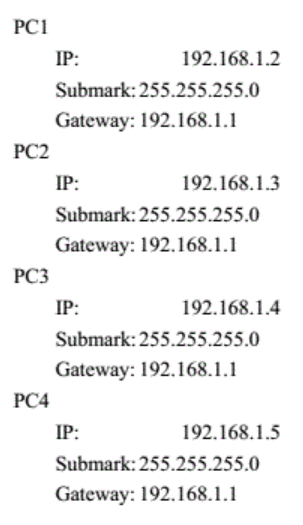 PC1
IP: 192.168.1.2
Submark: 255.255.255.0
Gateway: 192.168.1.1
PC2
IP: 192.168.1.3
Submark: 255.255.255.0
Gateway: 192.168.1.1
PC3
IP: 192.168.1.4
Submark: 255.255.255.0
Gateway: 192.168.1.1
PC4
IP: 192.168.1.5
Submark: 255.255.255.0
Gateway: 192.168.1.1